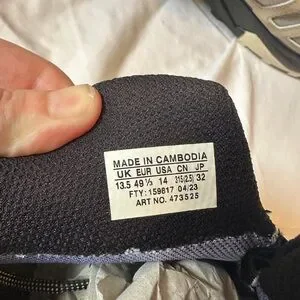 MADE IN CAMBODIA
UK EUR USA CN JP
13.5 49⅓ 14 315(2.5) 32
FTY: 159617 04/23
ART NO. 473525